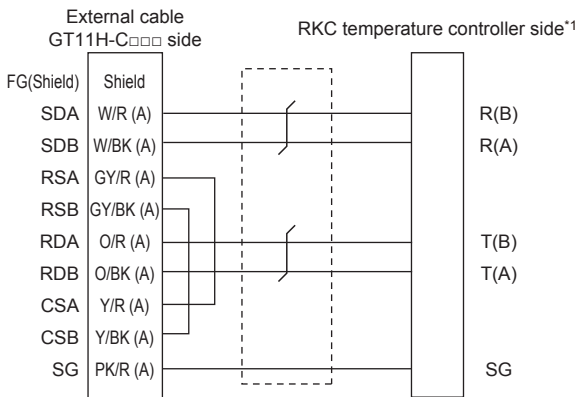 External cable
GT11H-C□□□ side
RKC temperature controller side*1
FG(Shield) Shield
SDA W/R (A) R(B)
SDB W/BK (A) R(A)
RSA GY/R (A)
RSB GY/BK (A)
RDA O/R (A) T(B)
RDB O/BK (A) T(A)
CSA Y/R (A)
CSB Y/BK (A)
SG PK/R (A) SG